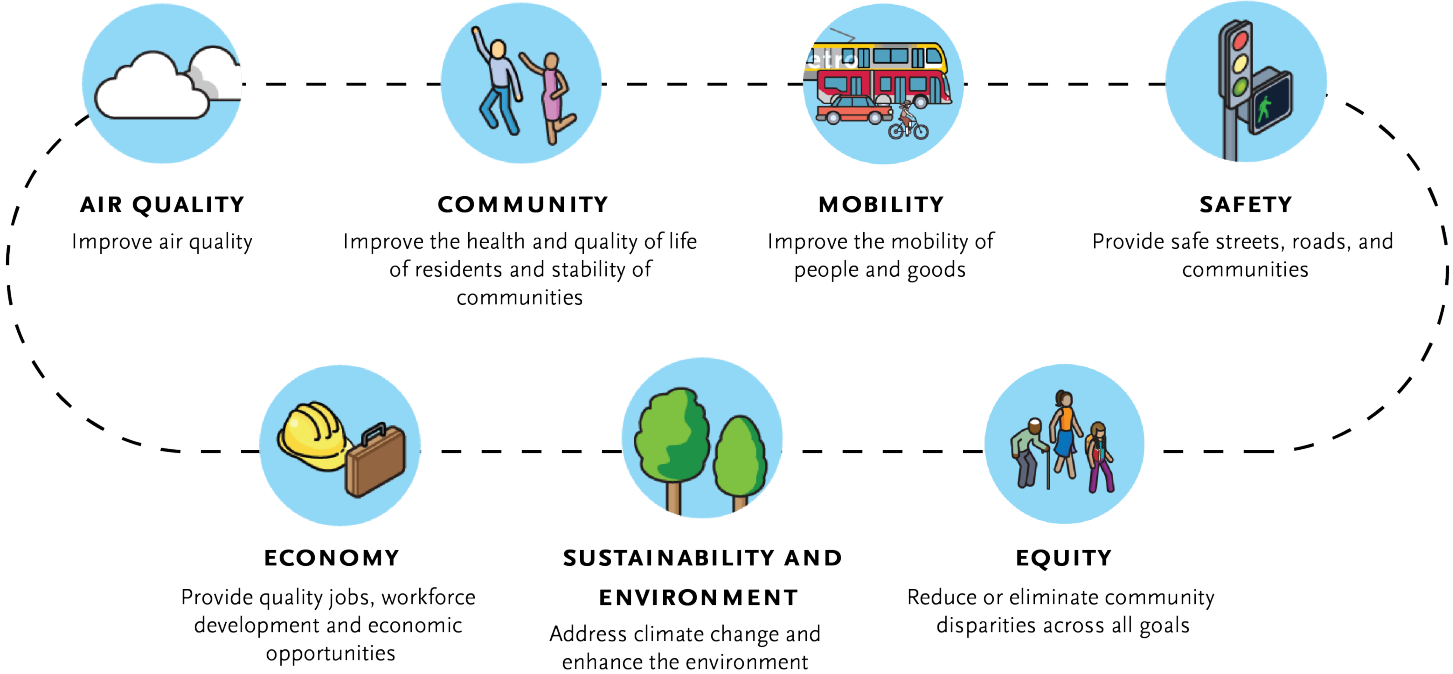 etro
AIR QUALITY
Improve air quality
COMMUNITY
Improve the health and quality of life
of residents and stability of
communities
MOBILITY
Improve the mobility of
people and goods
SAFETY
Provide safe streets, roads, and
communities
ECONOMY
Provide quality jobs, workforce
development and economic
opportunities
SUSTAINABILITY AND
ENVIRONMENT
Address climate change and
enhance the environment
EQUITY
Reduce or eliminate community
disparities across all goals